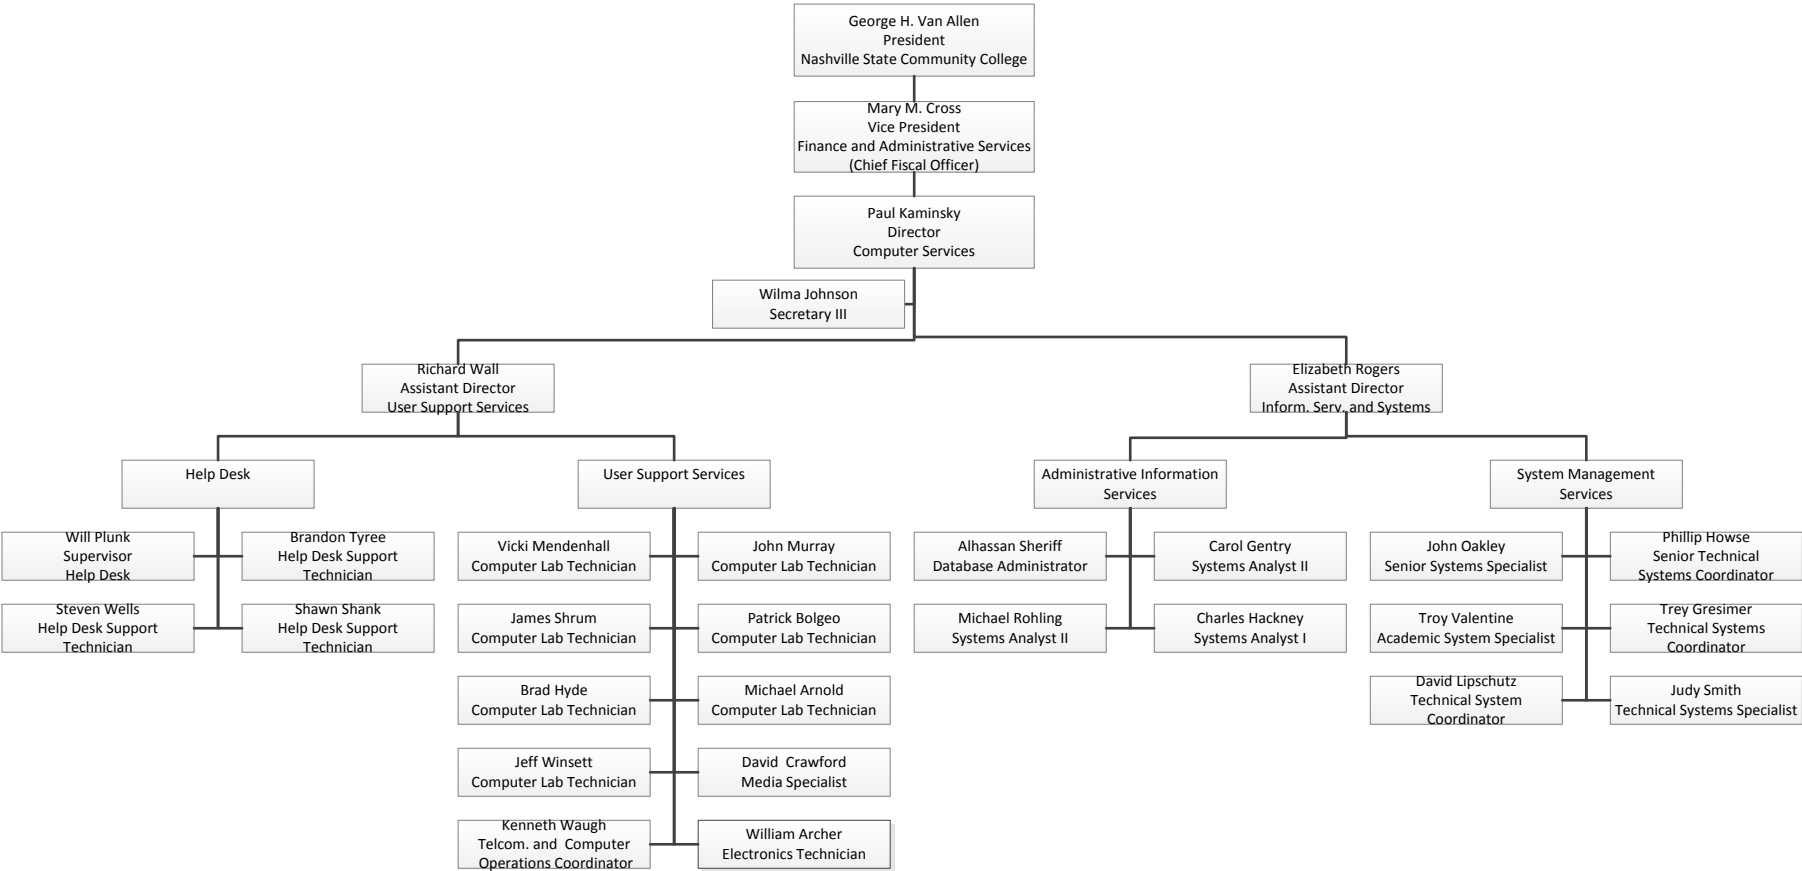 George H. Van Allen
President
Nashville State Community College
Mary M. Cross
Vice President
Finance and Administrative Services
(Chief Fiscal Officer)
Paul Kaminsky
Director
Computer Services
Wilma Johnson
Secretary III
Richard Wall
Assistant Director
User Support Services
Elizabeth Rogers
Assistant Director
Inform. Serv. and Systems
Help Desk
User Support Services
Administrative Information
Services
System Management
Services
Will Plunk
Supervisor
Help Desk
Brandon Tyree
Help Desk Support
Technician
Steven Wells
Help Desk Support
Technician
Shawn Shank
Help Desk Support
Technician
Vicki Mendenhall
Computer Lab Technician
John Murray
Computer Lab Technician
James Shrum
Computer Lab Technician
Patrick Bolgeo
Computer Lab Technician
Brad Hyde
Computer Lab Technician
Michael Arnold
Computer Lab Technician
Jeff Winsett
Computer Lab Technician
David  Crawford
Media Specialist
Kenneth Waugh
Telcom. and  Computer
Operations Coordinator
William Archer
Electronics Technician
Alhassan Sheriff
Database Administrator
Carol Gentry
Systems Analyst II
Michael Rohling
Systems Analyst II
Charles Hackney
Systems Analyst I
John Oakley
Senior Systems Specialist
Phillip Howse
Senior Technical
Systems Coordinator
Troy Valentine
Academic System Specialist
Trey Gresimer
Technical Systems
Coordinator
David Lipschutz
Technical System
Coordinator
Judy Smith
Technical Systems Specialist